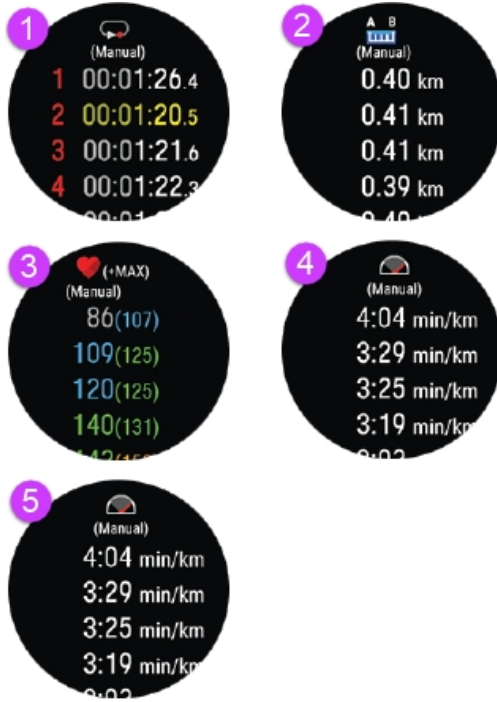 1
(Manual)
1 00:01:26.4
2 00:01:20.5
3 00:01:21.6
4 00:01:22.3
2
A B
(Manual)
0.40 km
0.41 km
0.41 km
0.39 km
3
(+MAX)
(Manual)
86(107)
109(125)
120(125)
140(131)
4
(Manual)
4:04 min/km
3:29 min/km
3:25 min/km
3:19 min/km
5
(Manual)
4:04 min/km
3:29 min/km
3:25 min/km
3:19 min/km